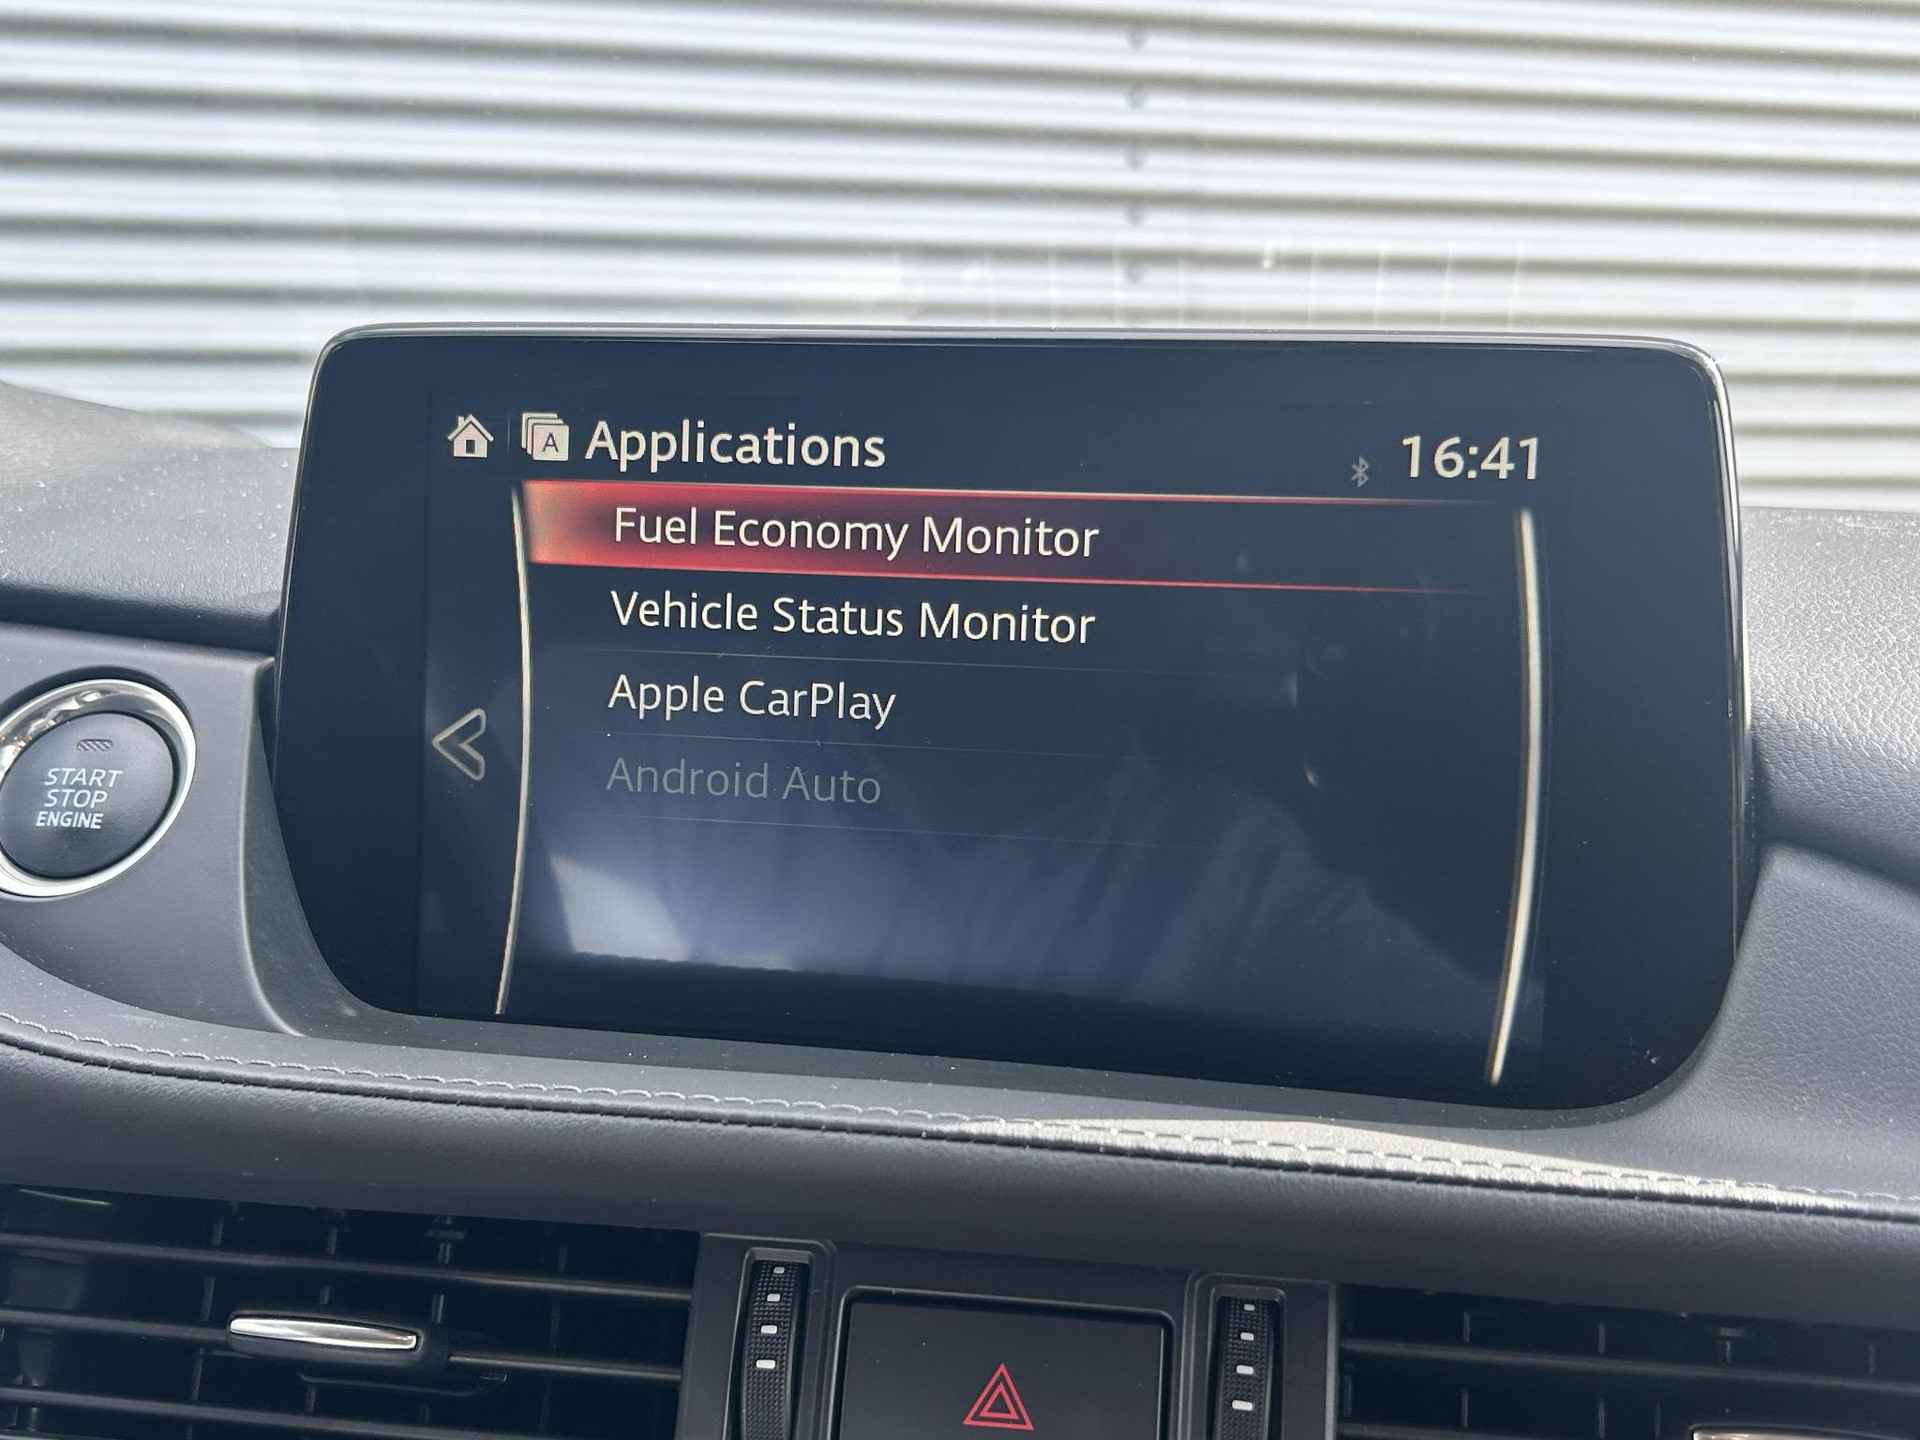 A Applications
16:41
Fuel Economy Monitor
Vehicle Status Monitor
Apple CarPlay
Android Auto
START
STOP
ENGINE